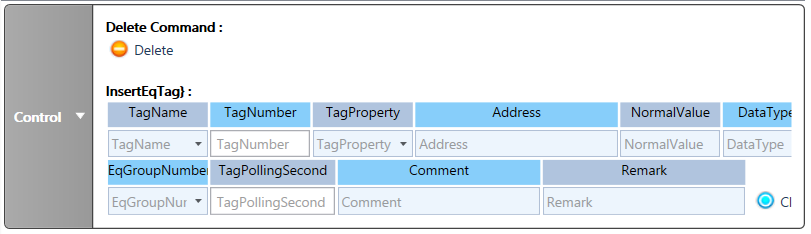 Control
Delete Command :
Delete
InsertEqTag} :
TagName TagNumber TagProperty Address NormalValue DataType
TagName TagNumber TagProperty Address NormalValue DataType
EqGroupNumber TagPollingSecond Comment Remark
EqGroupNur TagPollingSecond Comment Remark Cl